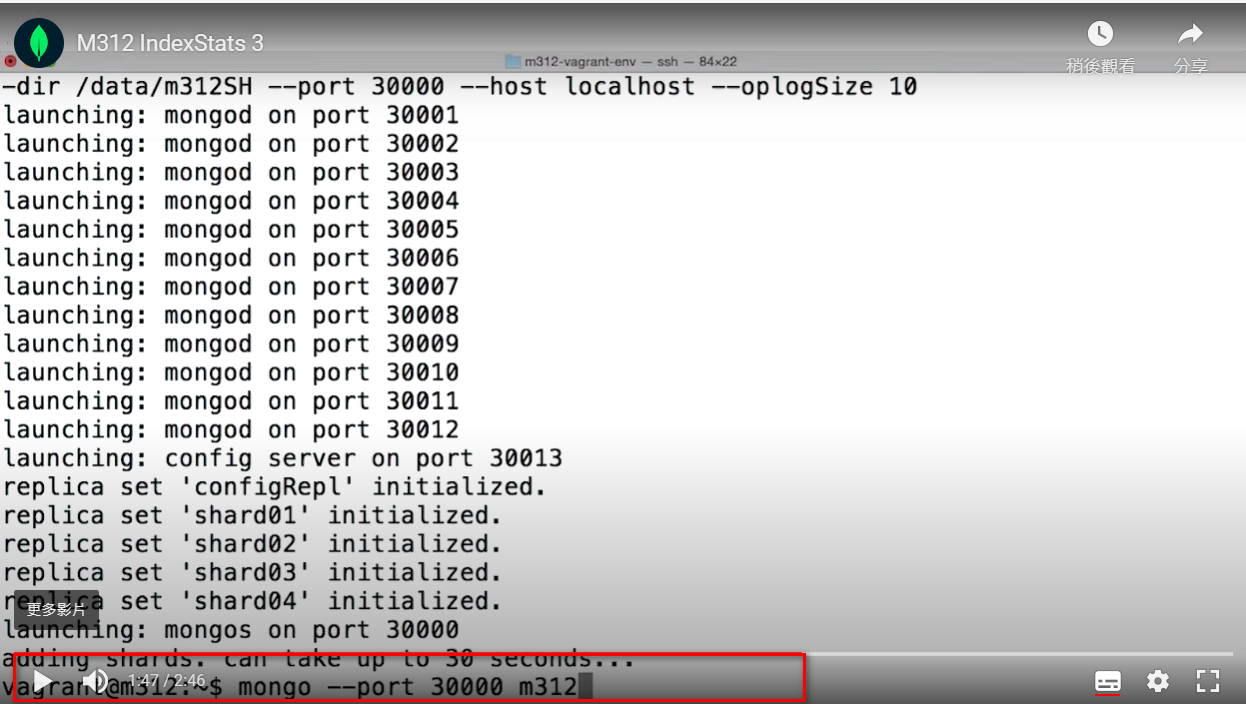 M312 IndexStats 3
稍後觀看
分享
m312-vagrant-env — ssh — 84×22
-dir /data/m312SH --port 30000 --host localhost --oplogSize 10
launching: mongod on port 30001
launching: mongod on port 30002
launching: mongod on port 30003
launching: mongod on port 30004
launching: mongod on port 30005
launching: mongod on port 30006
launching: mongod on port 30007
launching: mongod on port 30008
launching: mongod on port 30009
launching: mongod on port 30010
launching: mongod on port 30011
launching: mongod on port 30012
launching: config server on port 30013
replica set 'configRepl' initialized.
replica set 'shard01' initialized.
replica set 'shard02' initialized.
replica set 'shard03' initialized.
replica set 'shard04' initialized.
更多影片
launching: mongos on port 30000
adding shards. can take up to 30 seconds...
1:47 / 2:46
vagrant@m312:~$ mongo --port 30000 m312